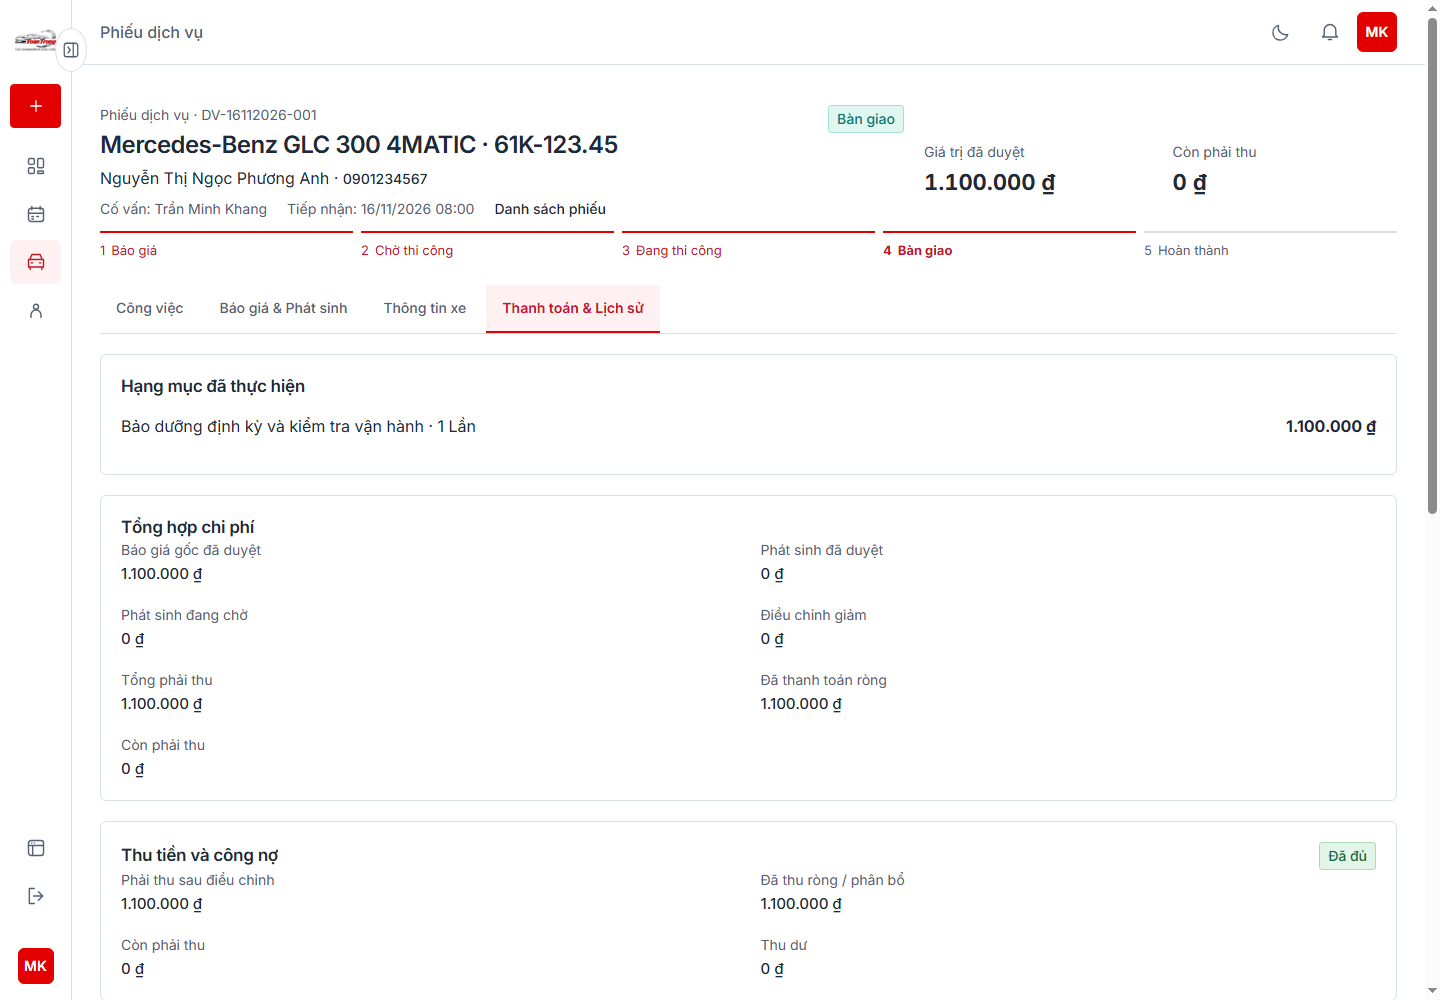 Phiếu dịch vụ
MK
Phiếu dịch vụ · DV-16112026-001
Bàn giao
Mercedes-Benz GLC 300 4MATIC · 61K-123.45
Giá trị đã duyệt
Còn phải thu
1.100.000 ₫
0 ₫
Nguyễn Thị Ngọc Phương Anh · 0901234567
Cố vấn: Trần Minh Khang Tiếp nhận: 16/11/2026 08:00 Danh sách phiếu
1 Báo giá
2 Chờ thi công
3 Đang thi công
4 Bàn giao
5 Hoàn thành
Công việc
Báo giá & Phát sinh
Thông tin xe
Thanh toán & Lịch sử
Hạng mục đã thực hiện
Bảo dưỡng định kỳ và kiểm tra vận hành · 1 Lần
1.100.000 ₫
Tổng hợp chi phí
Báo giá gốc đã duyệt
1.100.000 ₫
Phát sinh đã duyệt
0 ₫
Phát sinh đang chờ
0 ₫
Điều chỉnh giảm
0 ₫
Tổng phải thu
1.100.000 ₫
Đã thanh toán ròng
1.100.000 ₫
Còn phải thu
0 ₫
Thu tiền và công nợ
Đã đủ
Phải thu sau điều chỉnh
1.100.000 ₫
Đã thu ròng / phân bổ
1.100.000 ₫
Còn phải thu
0 ₫
Thu dư
0 ₫
MK